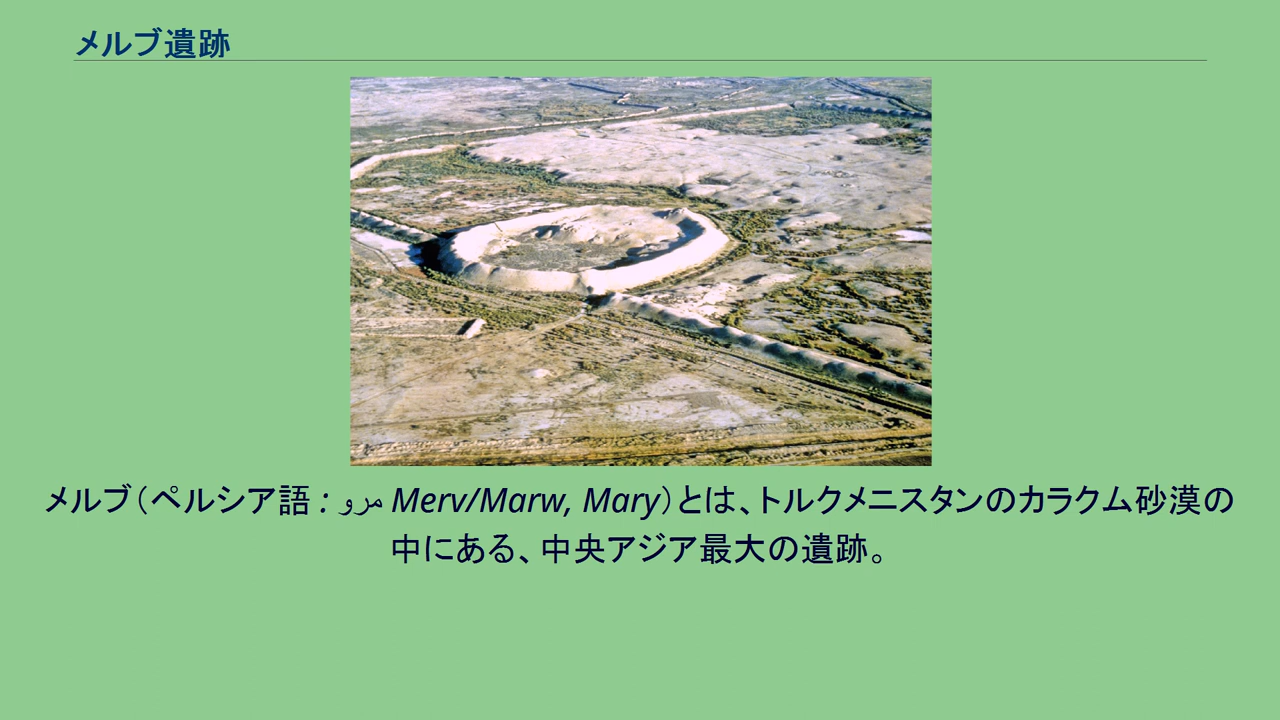 メルブ遺跡
メルブ（ペルシア語 : مرو Merv/Marw, Mary）とは、トルクメニスタンのカラクム砂漠の
中にある、中央アジア最大の遺跡。